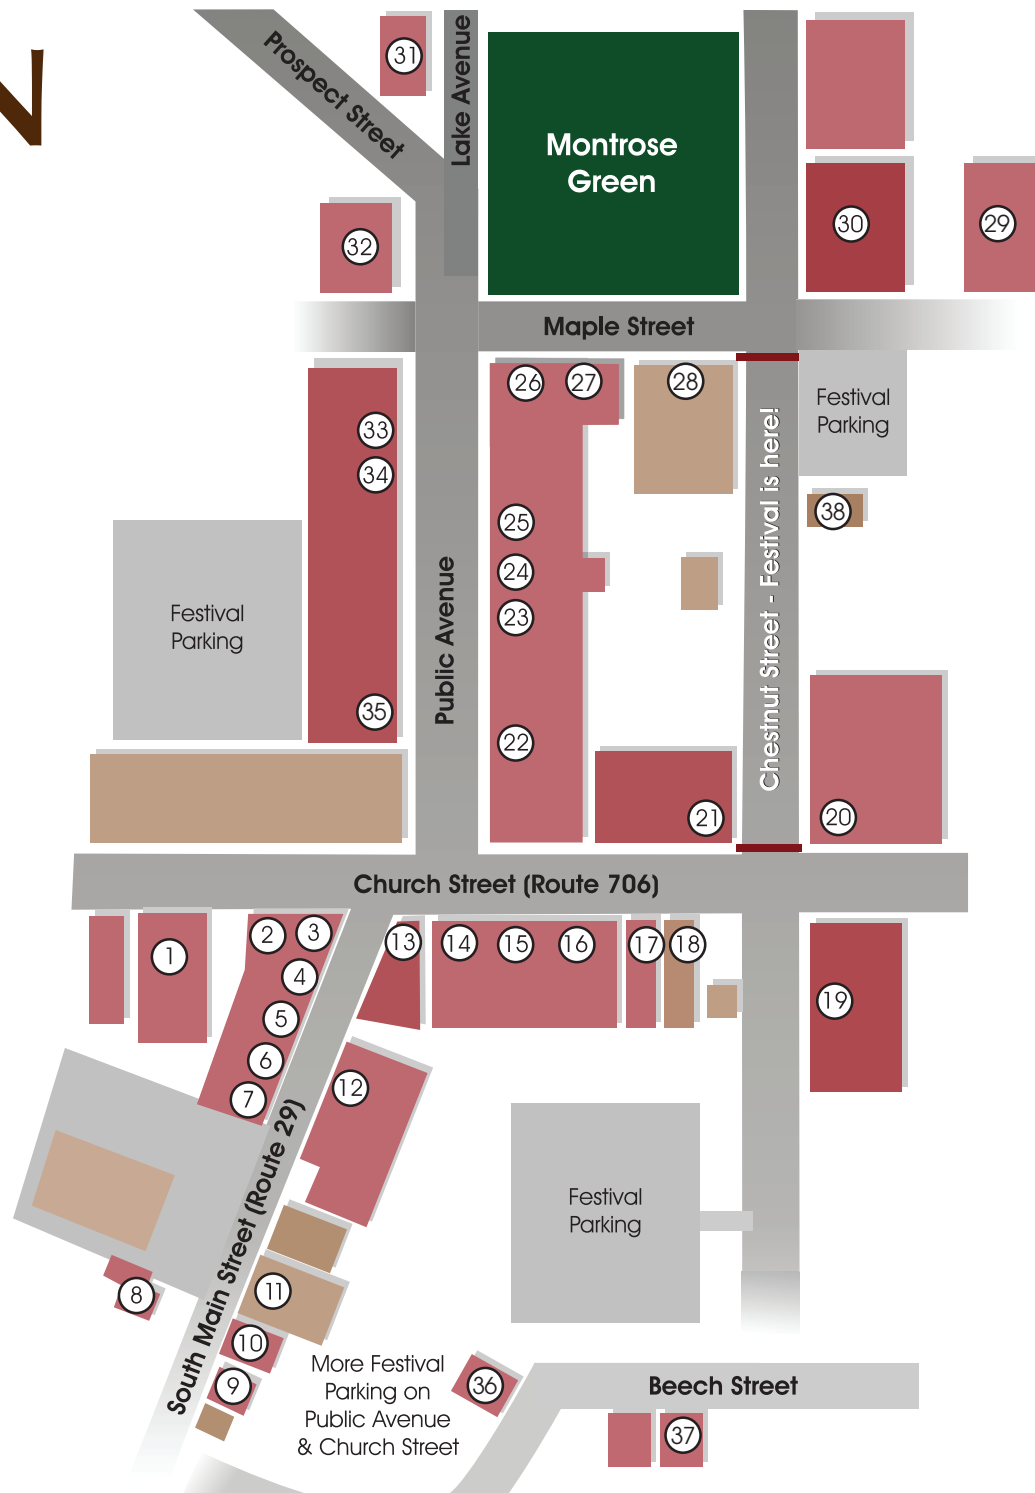 N
31
Prospect Street
Lake Avenue
Montrose
Green
30
29
32
Maple Street
26
27
28
Festival
Parking
33
34
38
25
24
23
Festival
Parking
Public Avenue
Chestnut Street - Festival is here!
35
22
21
20
Church Street (Route 706)
1
2
3
4
5
6
7
13
14
15
16
17
18
19
12
South Main Street (Route 29)
Festival
Parking
8
11
10
9
More Festival
Parking on
Public Avenue
& Church Street
36
Beech Street
37